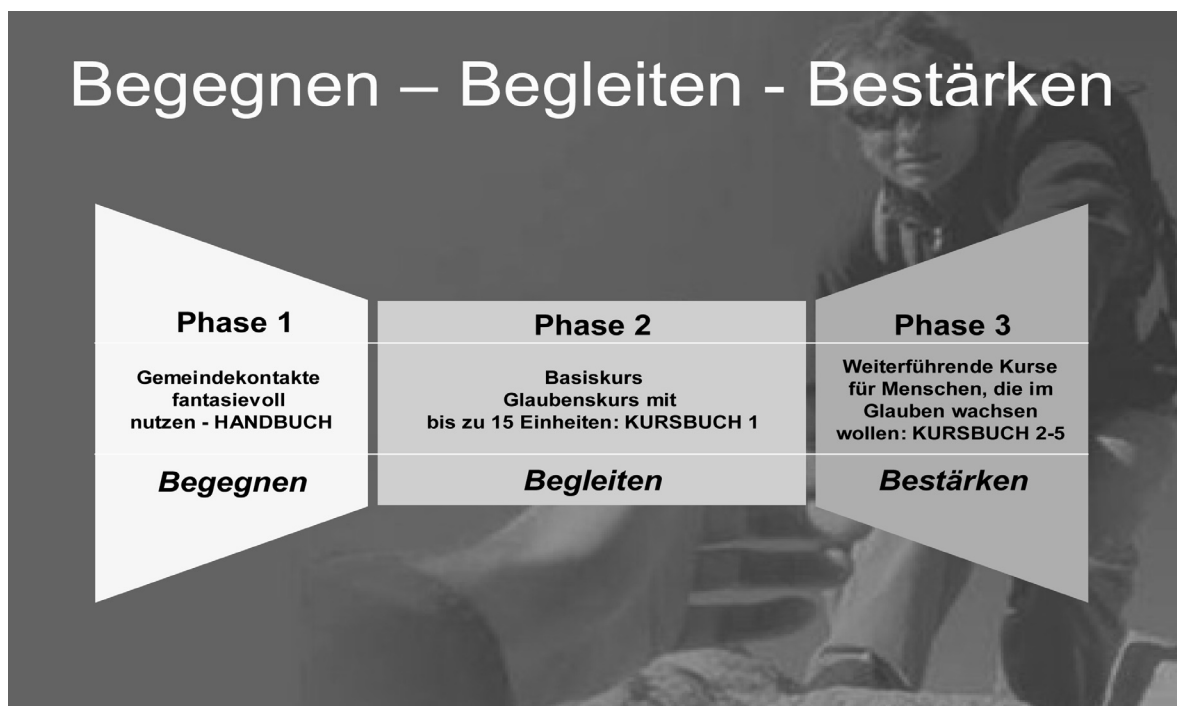 Begegnen – Begleiten - Bestärken
Phase 1
Gemeindekontakte
fantasievoll
nutzen - HANDBUCH
Begegnen
Phase 2
Basiskurs
Glaubenskurs mit
bis zu 15 Einheiten: KURSBUCH 1
Begleiten
Phase 3
Weiterführende Kurse
für Menschen, die im
Glauben wachsen
wollen: KURSBUCH 2-5
Bestärken